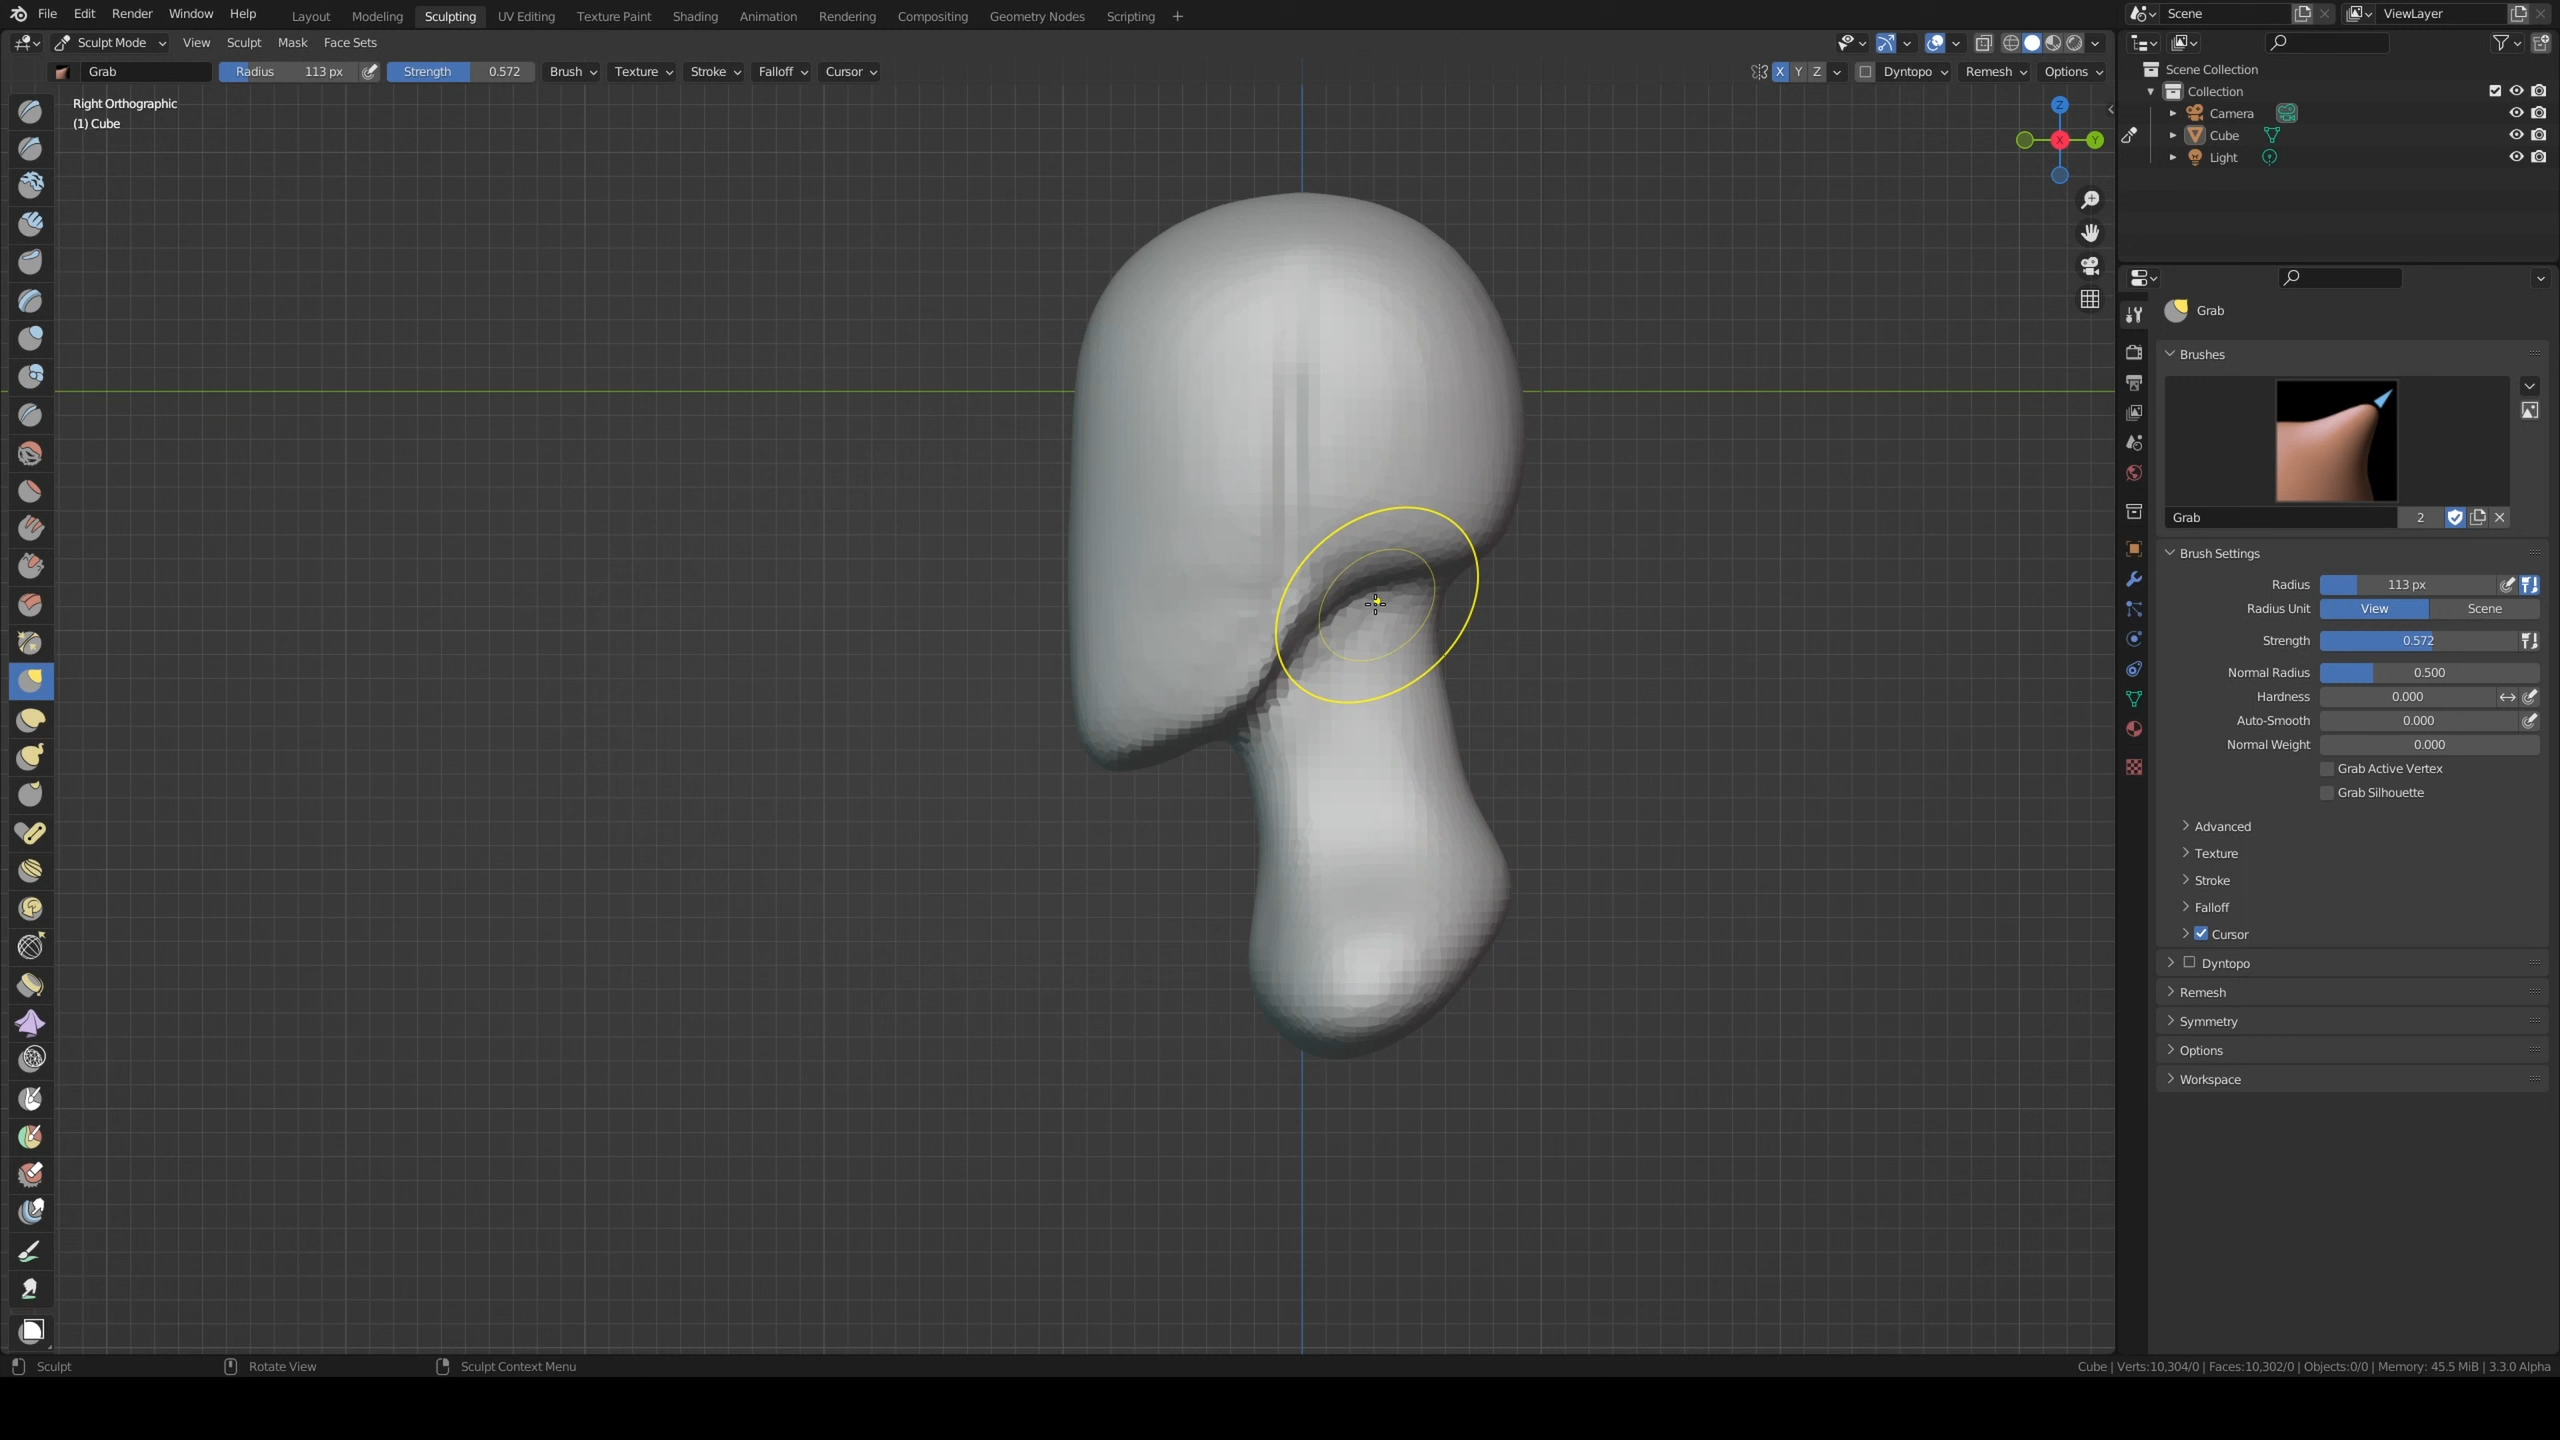 File Edit Render Window Help Layout Modeling Sculpting UV Editing Texture Paint Shading Animation Rendering Compositing Geometry Nodes Scripting + Scene ViewLayer
Sculpt Mode View Sculpt Mask Face Sets
Grab Radius 113 px Strength 0.572 Brush Texture Stroke Falloff Cursor X Y Z Dyntopo Remesh Options
Right Orthographic
(1) Cube
Z
X
Y
Scene Collection
Collection
Camera
Cube
Light
Grab
Brushes
Grab 2
Brush Settings
Radius 113 px
Radius Unit View Scene
Strength 0.572
Normal Radius 0.500
Hardness 0.000
Auto-Smooth 0.000
Normal Weight 0.000
Grab Active Vertex
Grab Silhouette
Advanced
Texture
Stroke
Falloff
Cursor
Dyntopo
Remesh
Symmetry
Options
Workspace
Sculpt Rotate View Sculpt Context Menu Cube | Verts:10,304/0 | Faces:10,302/0 | Objects:0/0 | Memory: 45.5 MiB | 3.3.0 Alpha